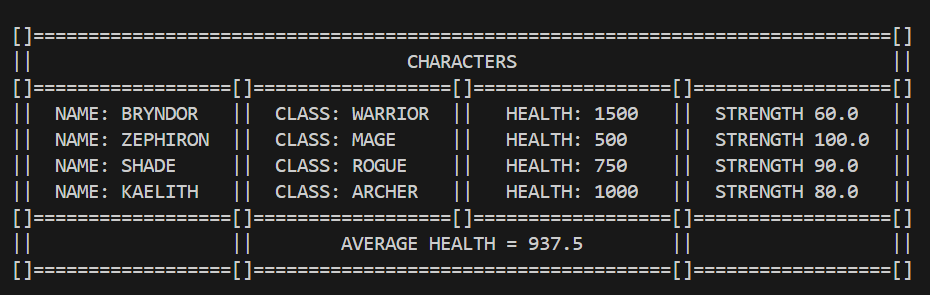 []==============================================================================[]
||                                  CHARACTERS                                  ||
[]==================[]==================[]==================[]==================[]
||  NAME: BRYNDOR   ||  CLASS: WARRIOR  ||   HEALTH: 1500   ||  STRENGTH 60.0   ||
||  NAME: ZEPHIRON  ||  CLASS: MAGE     ||   HEALTH: 500    ||  STRENGTH 100.0  ||
||  NAME: SHADE     ||  CLASS: ROGUE    ||   HEALTH: 750    ||  STRENGTH 90.0   ||
||  NAME: KAELITH   ||  CLASS: ARCHER   ||   HEALTH: 1000   ||  STRENGTH 80.0   ||
[]==================[]==================[]==================[]==================[]
||                  ||        AVERAGE HEALTH = 937.5        ||                  ||
[]==================[]======================================[]==================[]